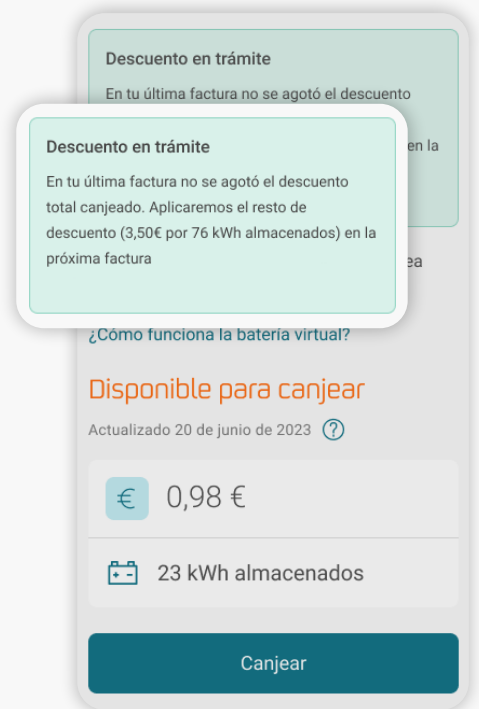 Descuento en trámite
En tu última factura no se agotó el descuento
en la
Descuento en trámite
En tu última factura no se agotó el descuento
total canjeado. Aplicaremos el resto de
descuento (3,50€ por 76 kWh almacenados) en la
próxima factura
¿Cómo funciona la batería virtual?
Disponible para canjear
Actualizado 20 de junio de 2023 ?
€ 0,98 €
23 kWh almacenados
Canjear